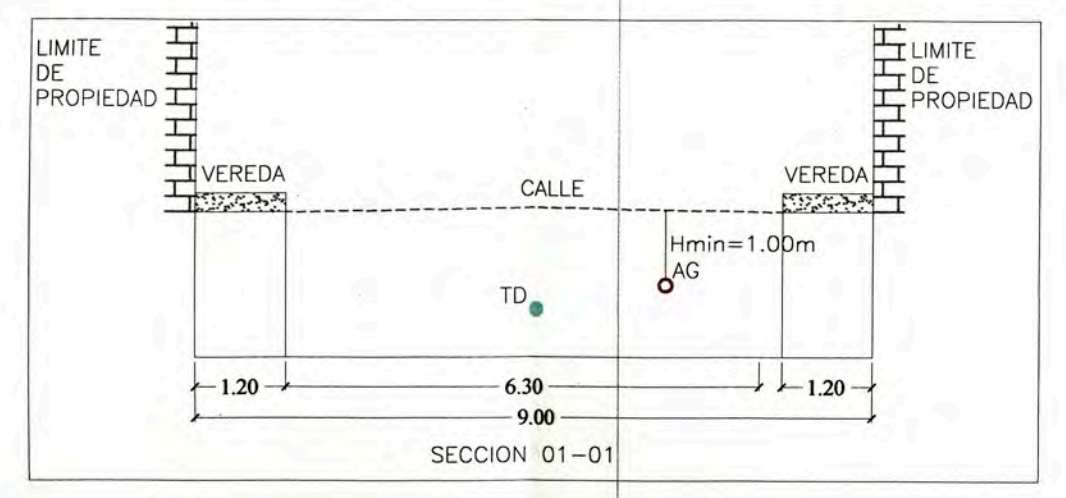 LIMITE
DE
PROPIEDAD
LIMITE
DE
PROPIEDAD
VEREDA
CALLE
VEREDA
Hmin=1.00m
AG
TD
1.20
6.30
1.20
9.00
SECCION 01-01